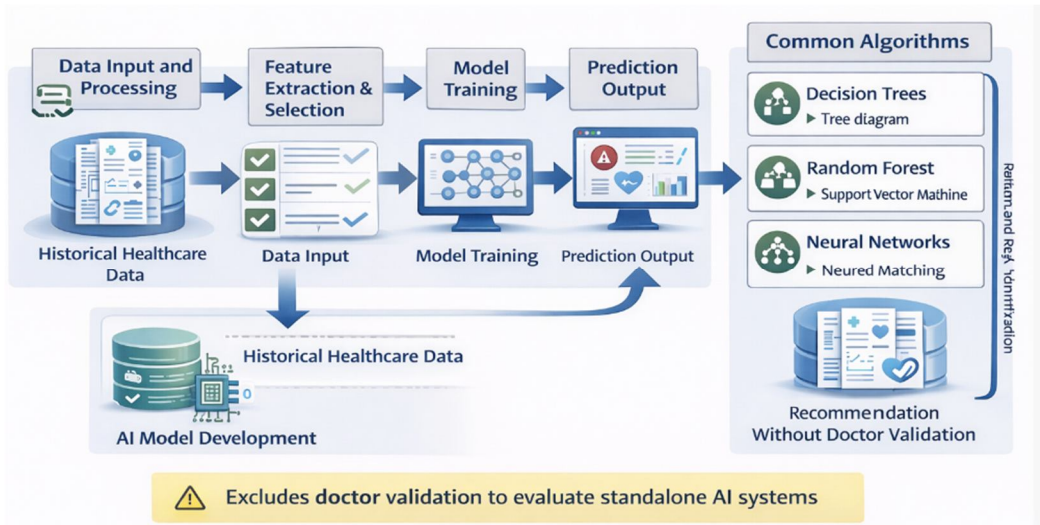 Data Input and
Processing
Feature
Extraction &
Selection
Model
Training
Prediction
Output
Historical Healthcare
Data
Data Input
Model Training
Prediction Output
Historical Healthcare Data
AI Model Development
Common Algorithms
Decision Trees
▶ Tree diagram
Random Forest
▶ Support Vector Mathine
Neural Networks
▶ Neured Matching
and
Recommendation
Without Doctor Validation
Excludes doctor validation to evaluate standalone AI systems